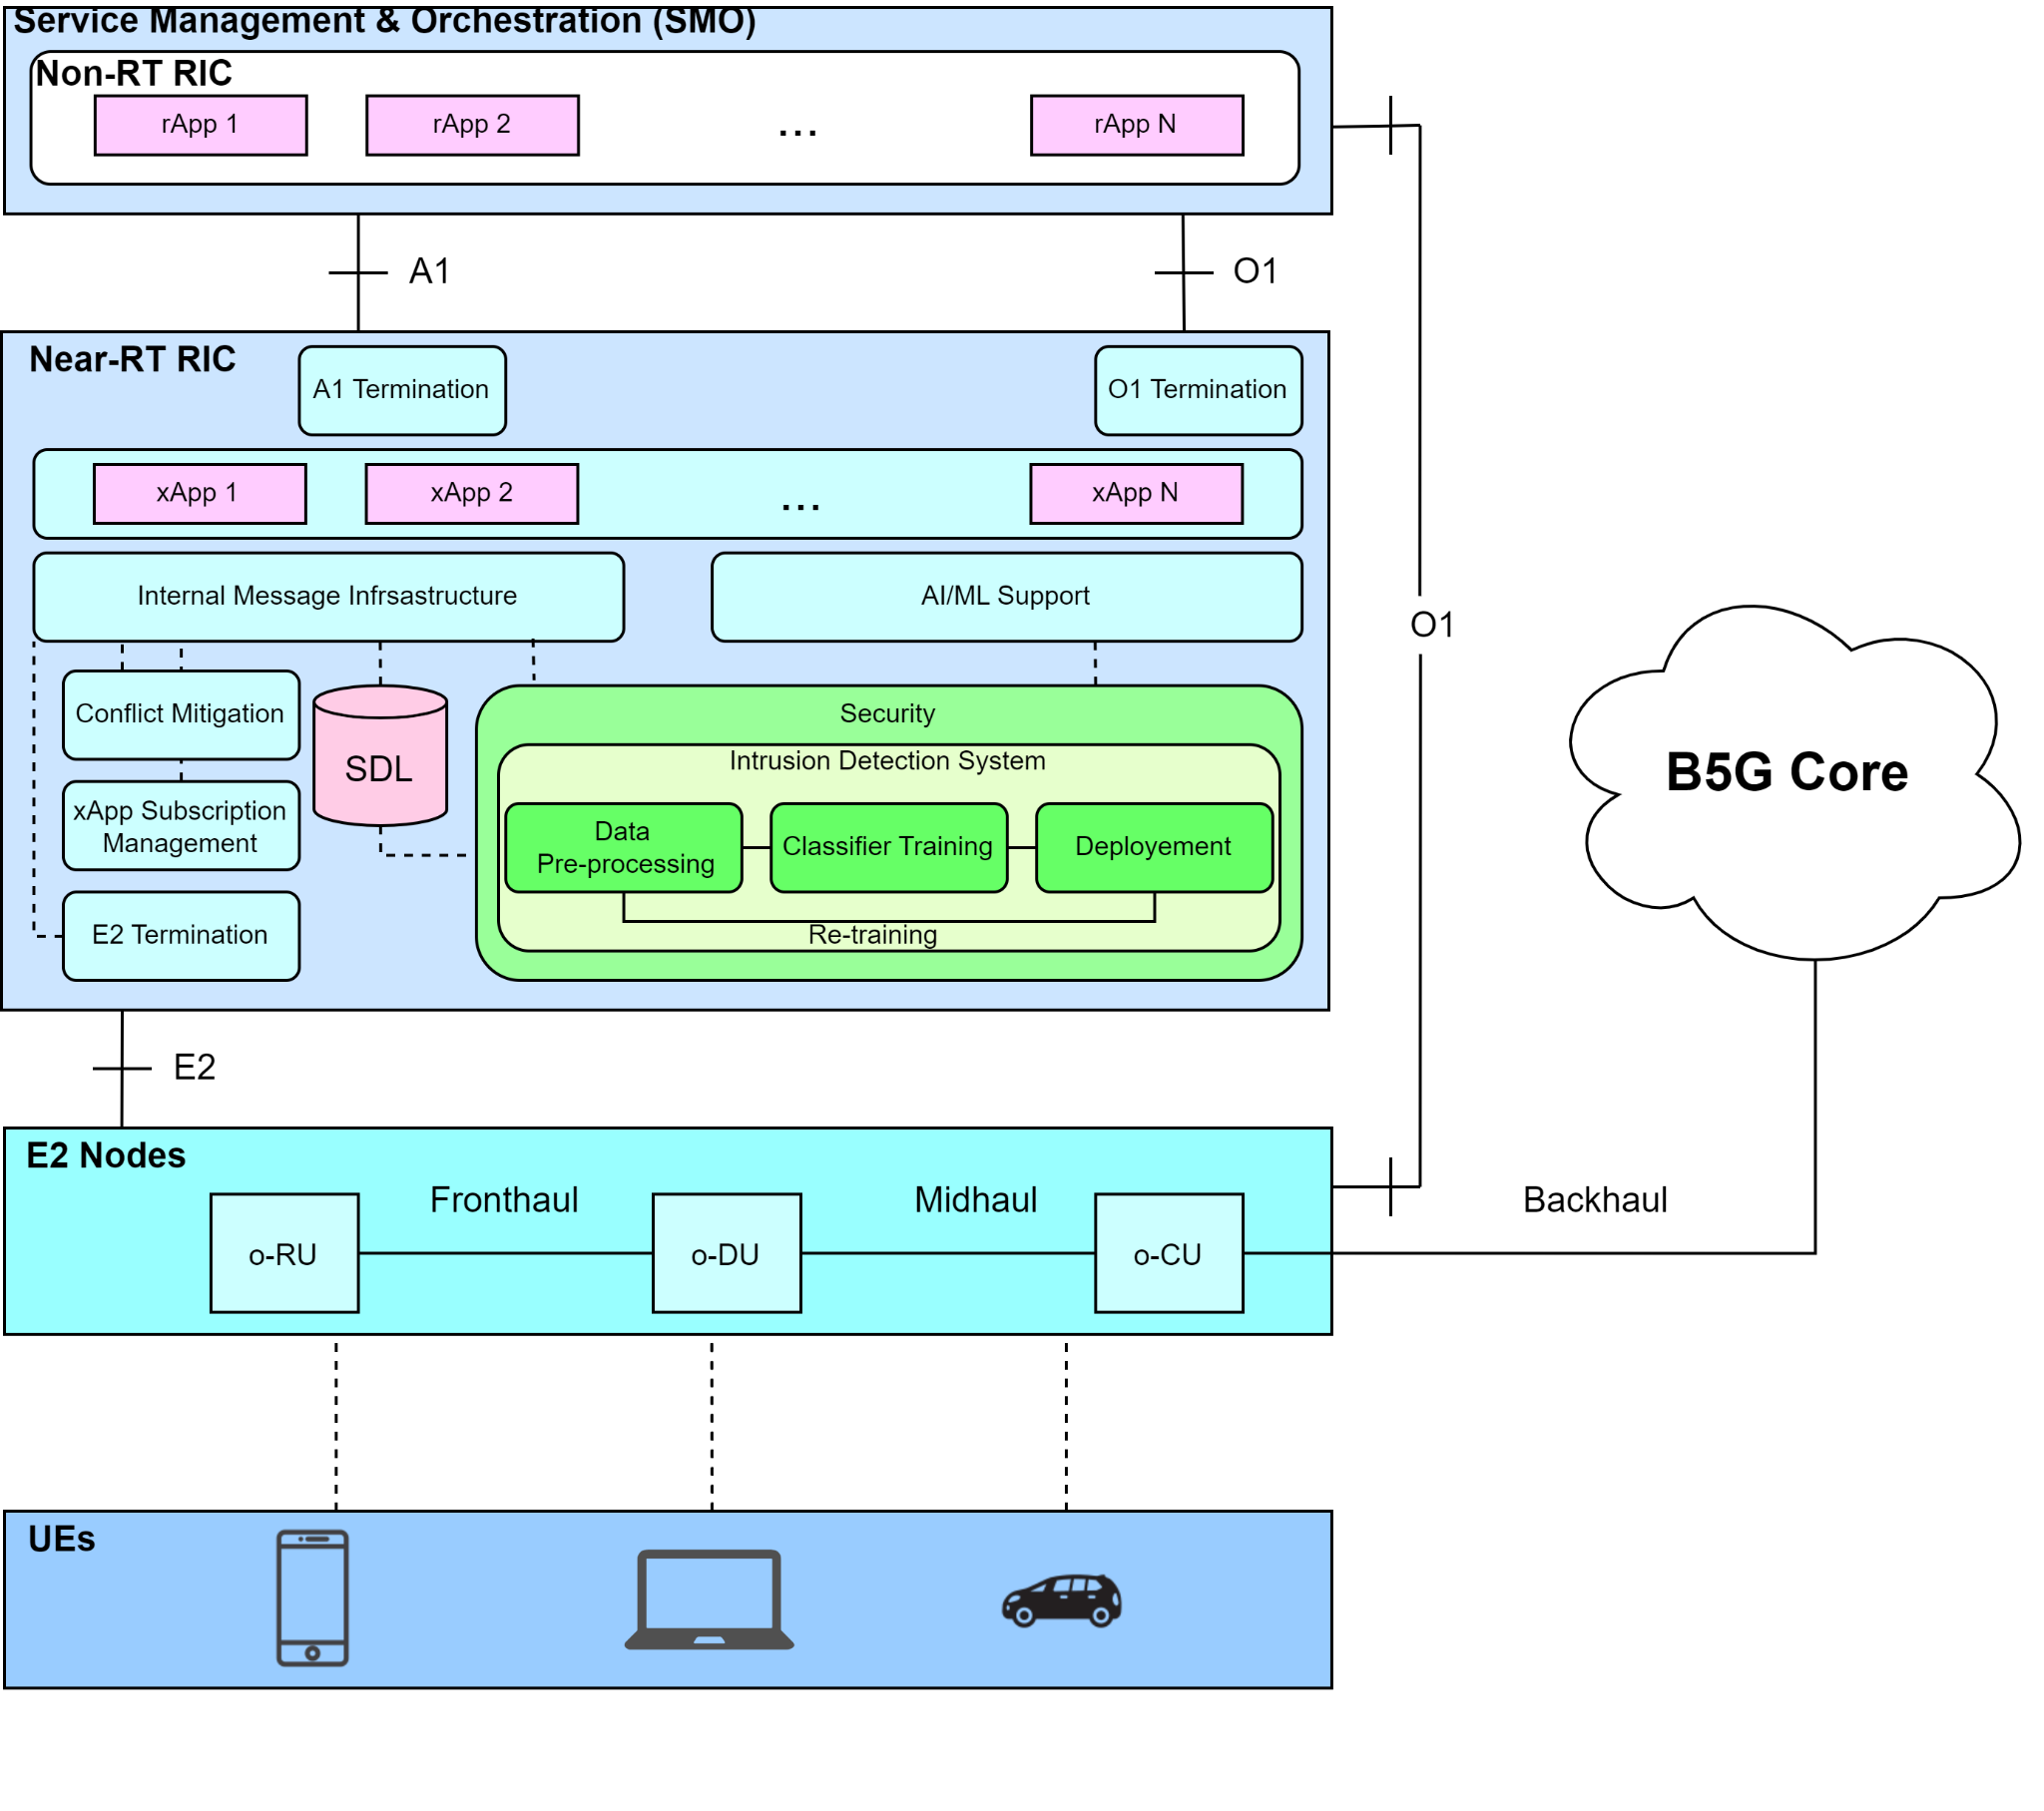 Service Management & Orchestration (SMO)
Non-RT RIC
rApp 1
rApp 2
...
rApp N
A1
O1
Near-RT RIC
A1 Termination
O1 Termination
xApp 1
xApp 2
...
xApp N
Internal Message Infrsastructure
AI/ML Support
O1
Conflict Mitigation
SDL
xApp Subscription
Management
E2 Termination
Security
Intrusion Detection System
Data
Pre-processing
Classifier Training
Deployement
Re-training
B5G Core
E2
E2 Nodes
Fronthaul
Midhaul
Backhaul
o-RU
o-DU
o-CU
UEs